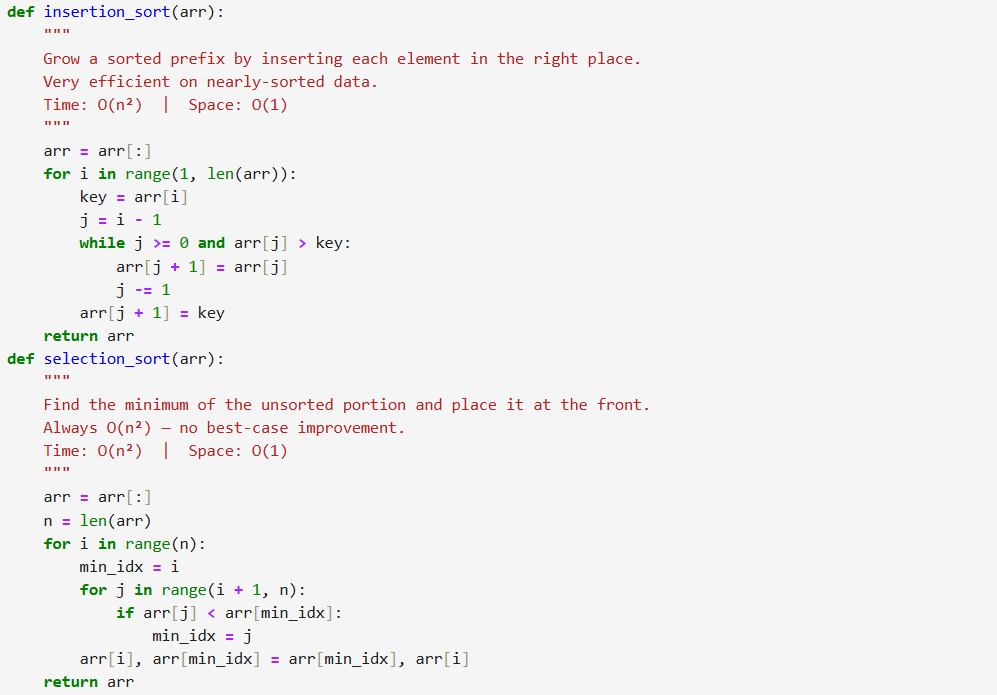 def insertion_sort(arr):
    """
    Grow a sorted prefix by inserting each element in the right place.
    Very efficient on nearly-sorted data.
    Time: O(n²)  |  Space: O(1)
    """
    arr = arr[:]
    for i in range(1, len(arr)):
        key = arr[i]
        j = i - 1
        while j >= 0 and arr[j] > key:
            arr[j + 1] = arr[j]
            j -= 1
        arr[j + 1] = key
    return arr
def selection_sort(arr):
    """
    Find the minimum of the unsorted portion and place it at the front.
    Always O(n²) — no best-case improvement.
    Time: O(n²)  |  Space: O(1)
    """
    arr = arr[:]
    n = len(arr)
    for i in range(n):
        min_idx = i
        for j in range(i + 1, n):
            if arr[j] < arr[min_idx]:
                min_idx = j
        arr[i], arr[min_idx] = arr[min_idx], arr[i]
    return arr